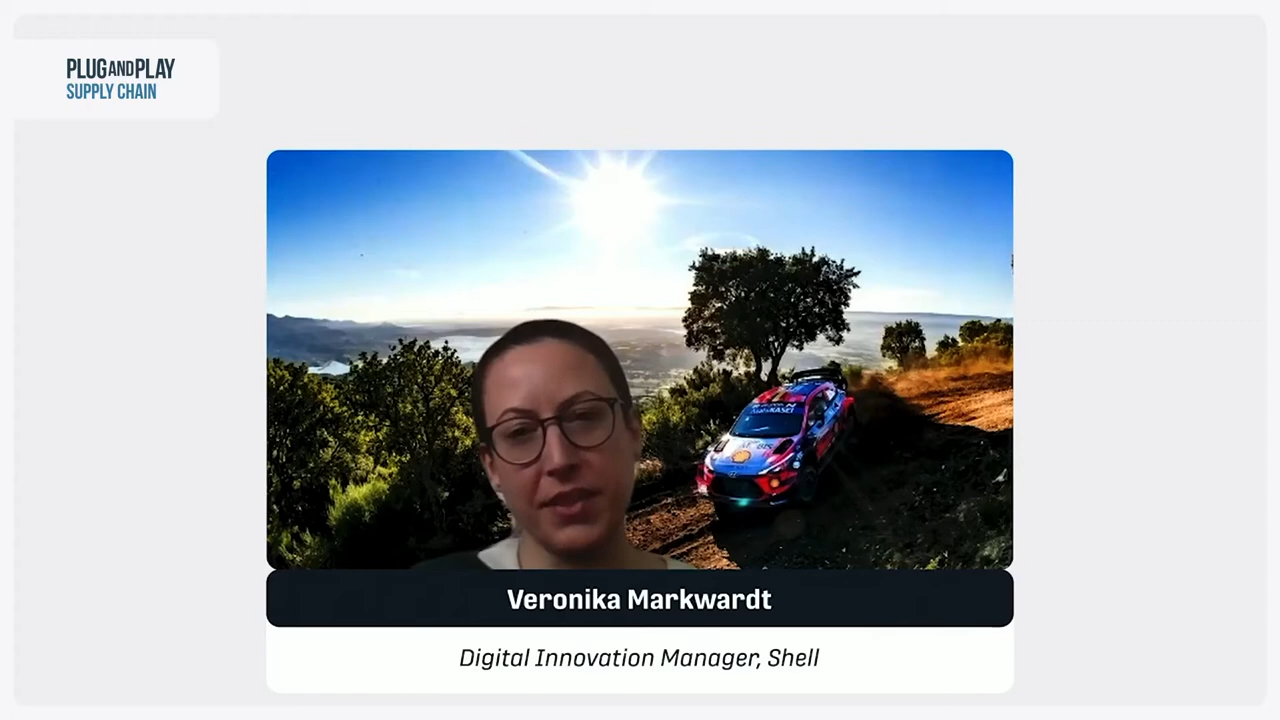 PLUGANDPLAY
SUPPLY CHAIN
Veronika Markwardt
Digital Innovation Manager, Shell